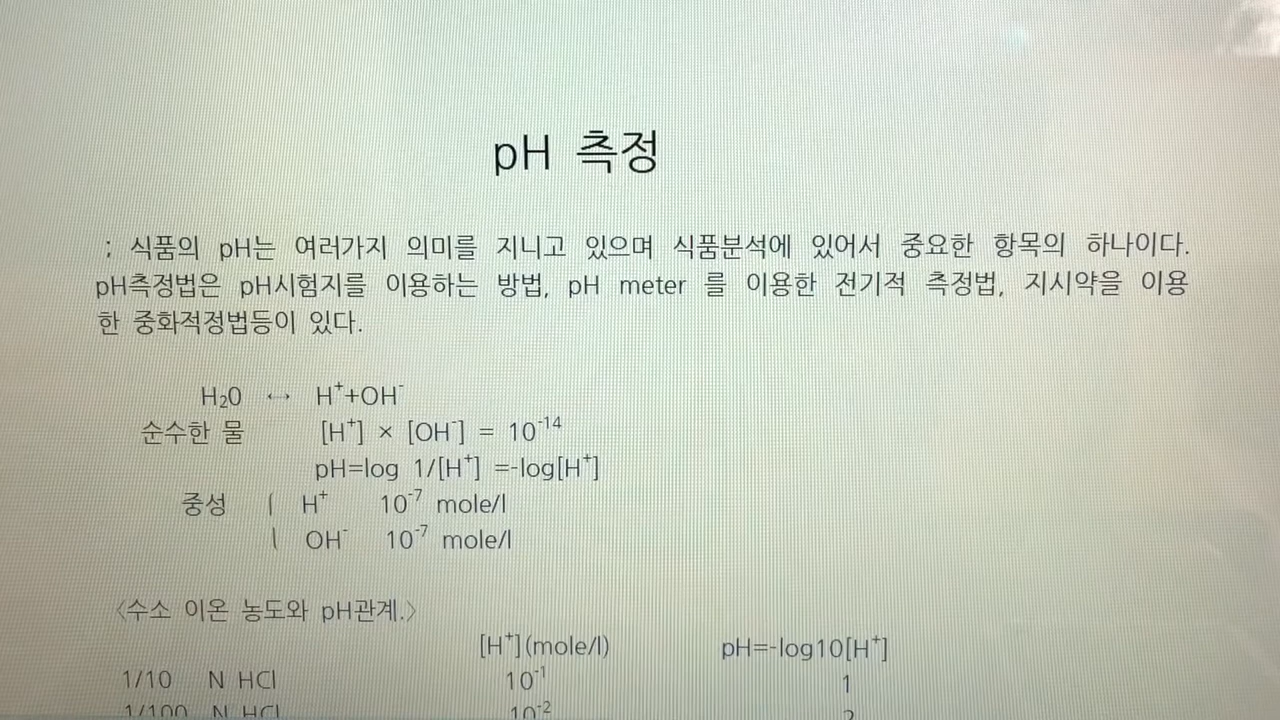 pH 측정
; 식품의 pH는 여러가지 의미를 지니고 있으며 식품분석에 있어서 중요한 항목의 하나이다.
pH측정법은 pH시험지를 이용하는 방법, pH meter 를 이용한 전기적 측정법, 지시약을 이용
한 중화적정법등이 있다.
H₂0 ↔ H⁺+OH⁻
순수한 물 [H⁺] × [OH⁻] = 10⁻¹⁴
pH=log 1/[H⁺] =-log[H⁺]
중성 ⌠ H⁺ 10⁻⁷ mole/l
⌡ OH⁻ 10⁻⁷ mole/l
〈수소 이온 농도와 pH관계.〉
[H⁺](mole/l) pH=-log10[H⁺]
1/10 N HCl 10⁻¹ 1
1/100 N HCl 10⁻² 2